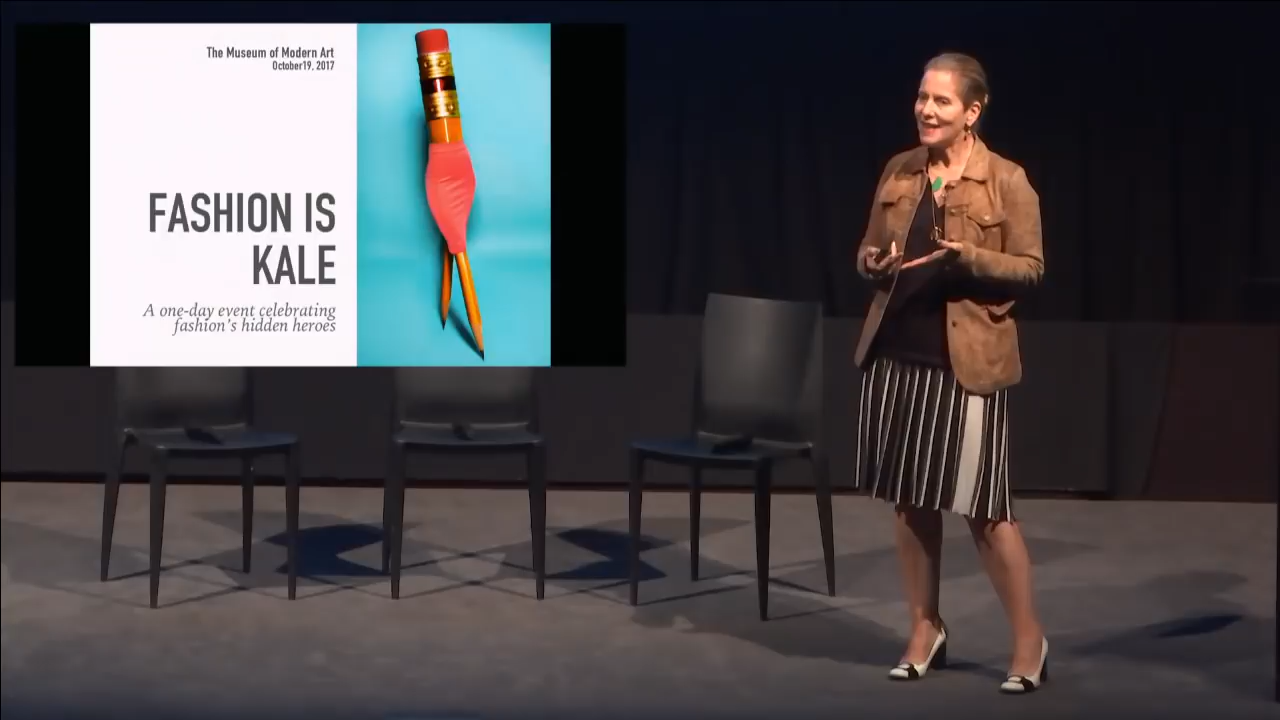 The Museum of Modern Art
October19, 2017
FASHION IS
KALE
A one-day event celebrating
fashion's hidden heroes